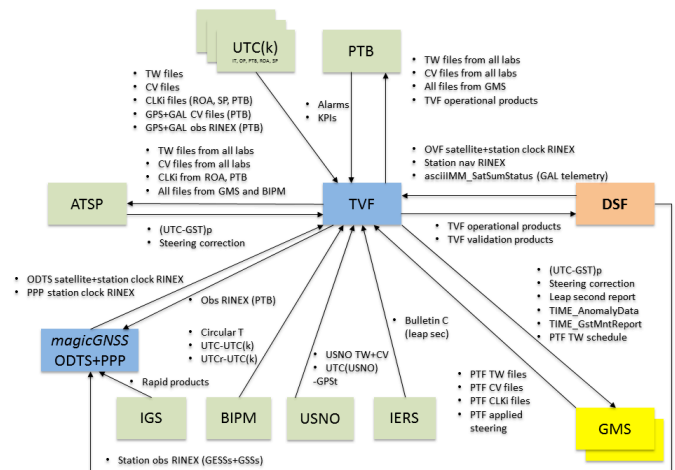 UTC(k)
IT, OP, PTB, ROA, SP
PTB
• TW files
• CV files
• CLKi files (ROA, SP, PTB)
• GPS+GAL CV files (PTB)
• GPS+GAL obs RINEX (PTB)
• Alarms
• KPIs
• TW files from all labs
• CV files from all labs
• All files from GMS
• TVF operational products
• TW files from all labs
• CV files from all labs
• CLKi from ROA, PTB
• All files from GMS and BIPM
• OVF satellite+station clock RINEX
• Station nav RINEX
• asciiIMM_SatSumStatus (GAL telemetry)
ATSP
TVF
DSF
• (UTC-GST)p
• Steering correction
• TVF operational products
• TVF validation products
• ODTS satellite+station clock RINEX
• PPP station clock RINEX
• Obs RINEX (PTB)
• (UTC-GST)p
• Steering correction
• Leap second report
• TIME_AnomalyData
• TIME_GstMntReport
• PTF TW schedule
• Circular T
• UTC-UTC(k)
• UTCr-UTC(k)
• Bulletin C
(leap sec)
magicGNSS
ODTS+PPP
• USNO TW+CV
• UTC(USNO)
-GPSt
• Rapid products
• PTF TW files
• PTF CV files
• PTF CLKi files
• PTF applied
steering
IGS
BIPM
USNO
IERS
GMS
• Station obs RINEX (GESSs+GSSs)